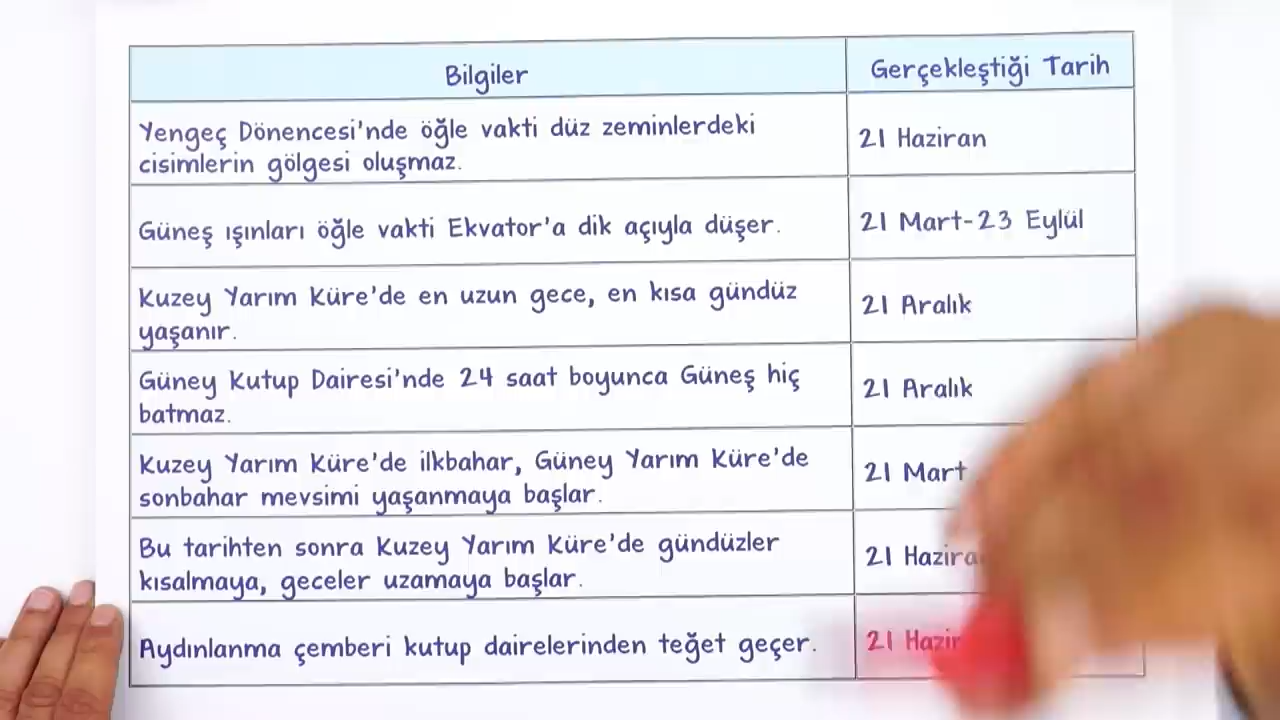 Bilgiler
Gerçekleştiği Tarih
Yengeç Dönencesi'nde öğle vakti düz zeminlerdeki
cisimlerin gölgesi oluşmaz.
21 Haziran
Güneş ışınları öğle vakti Ekvator'a dik açıyla düşer.
21 Mart-23 Eylül
Kuzey Yarım Küre'de en uzun gece, en kısa gündüz
yaşanır.
21 Aralık
Güney Kutup Dairesi'nde 24 saat boyunca Güneş hiç
batmaz.
21 Aralık
Kuzey Yarım Küre'de ilkbahar, Güney Yarım Küre'de
sonbahar mevsimi yaşanmaya başlar.
21 Mart
Bu tarihten sonra Kuzey Yarım Küre'de gündüzler
kısalmaya, geceler uzamaya başlar.
21
Aydınlanma çemberi kutup dairelerinden teğet geçer.
21